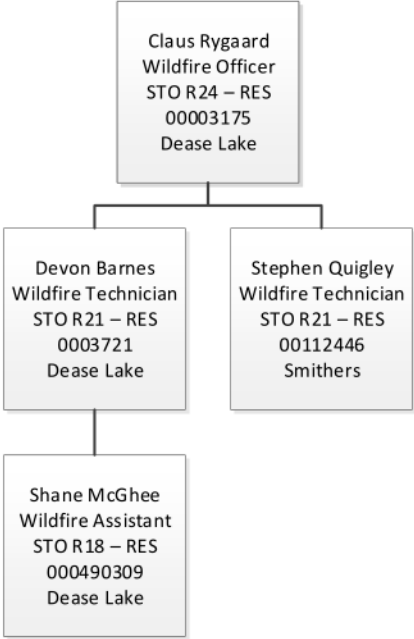 Claus Rygaard
Wildfire Officer
STO R24 – RES
00003175
Dease Lake
Devon Barnes
Wildfire Technician
STO R21 – RES
0003721
Dease Lake
Stephen Quigley
Wildfire Technician
STO R21 – RES
00112446
Smithers
Shane McGhee
Wildfire Assistant
STO R18 – RES
000490309
Dease Lake